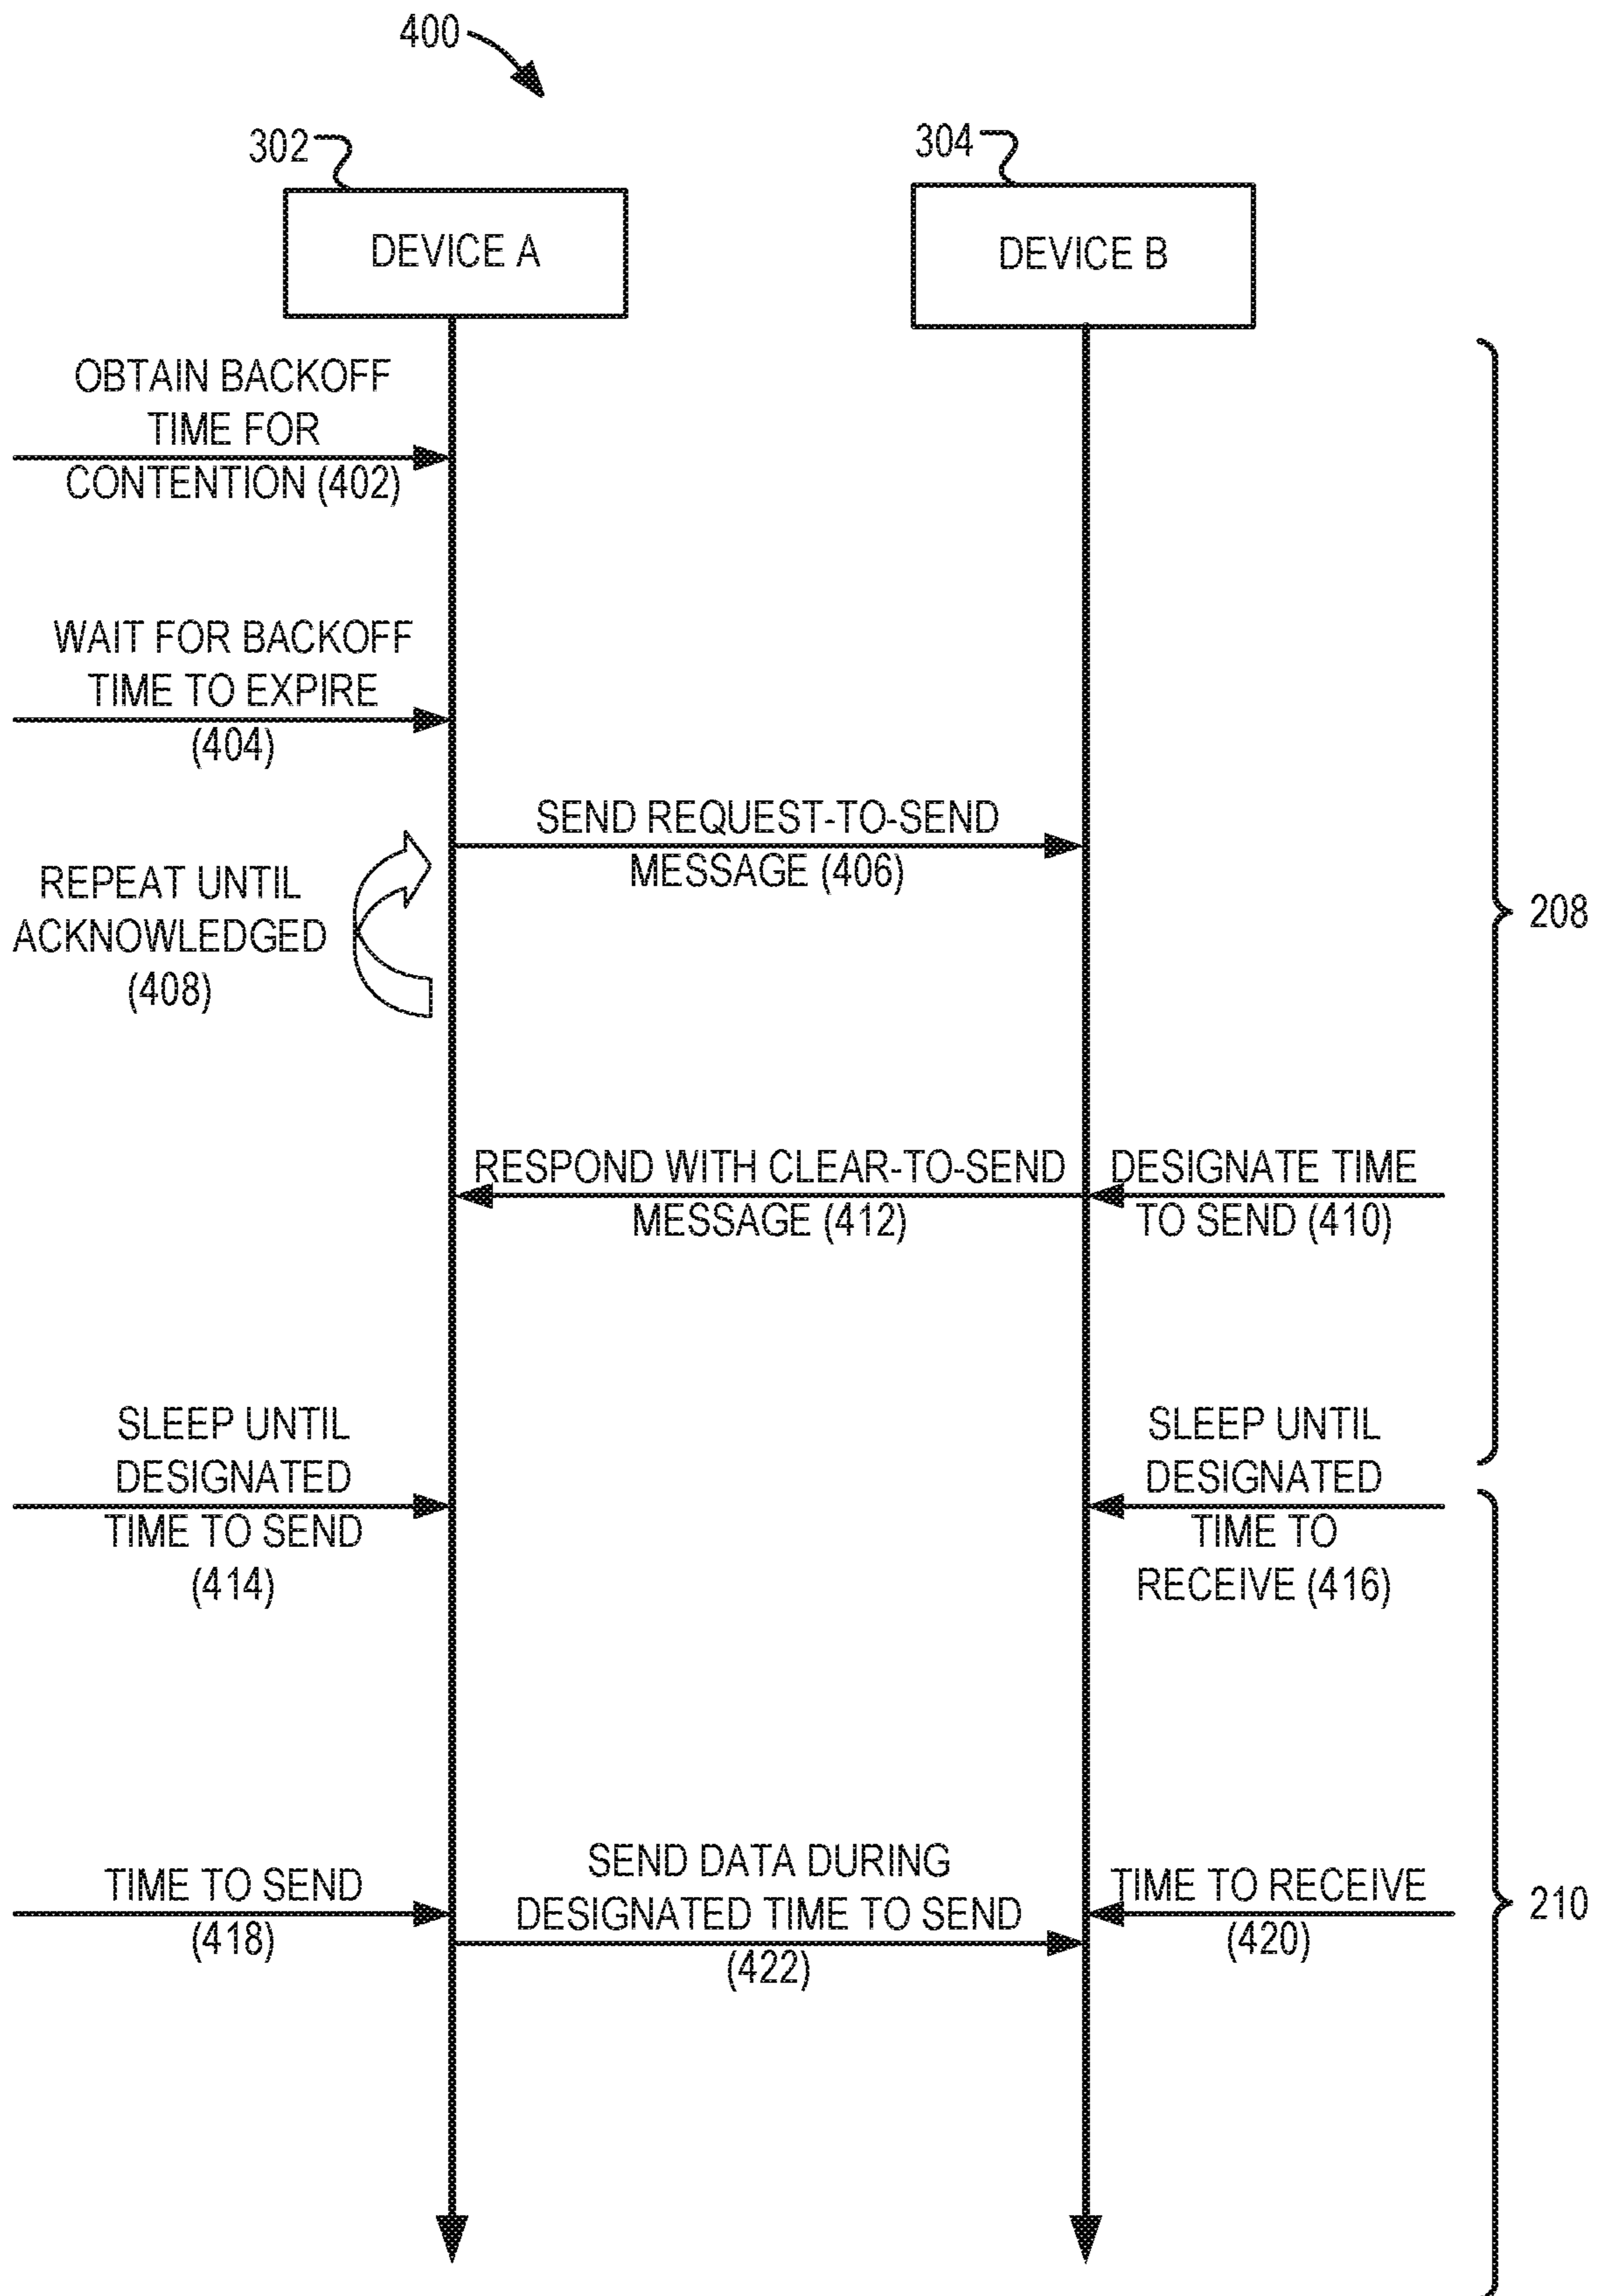 400
302
304
DEVICE A
DEVICE B
OBTAIN BACKOFF
TIME FOR
CONTENTION (402)
WAIT FOR BACKOFF
TIME TO EXPIRE
(404)
SEND REQUEST-TO-SEND
MESSAGE (406)
REPEAT UNTIL
ACKNOWLEDGED
(408)
208
RESPOND WITH CLEAR-TO-SEND
MESSAGE (412)
DESIGNATE TIME
TO SEND (410)
SLEEP UNTIL
DESIGNATED
TIME TO SEND
(414)
SLEEP UNTIL
DESIGNATED
TIME TO
RECEIVE (416)
TIME TO SEND
(418)
SEND DATA DURING
DESIGNATED TIME TO SEND
(422)
TIME TO RECEIVE
(420)
210